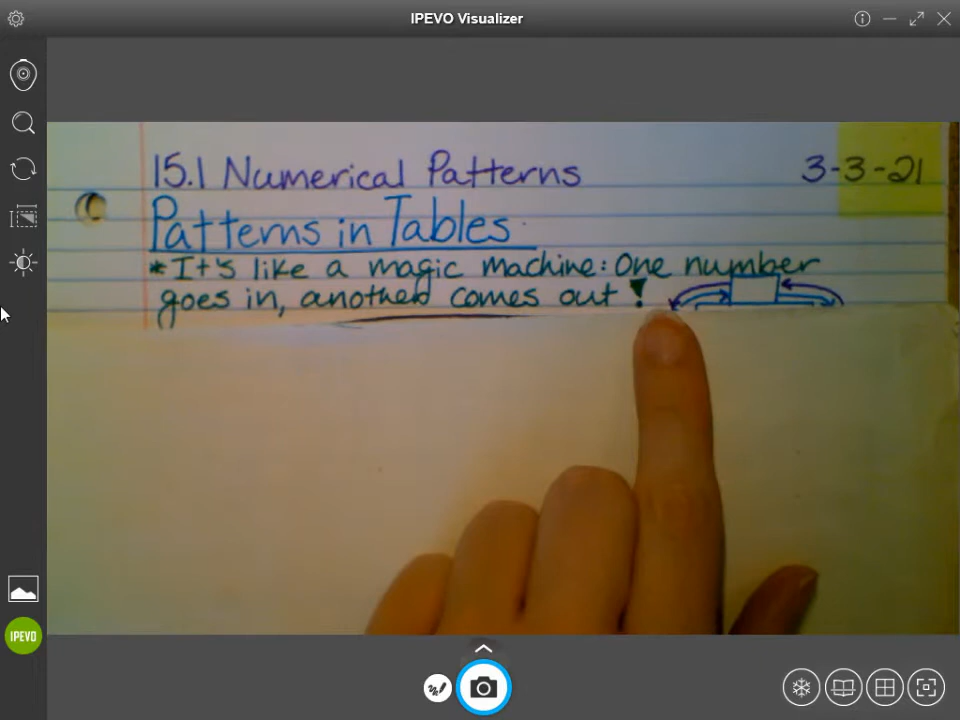 IPEVO Visualizer
15.1 Numerical Patterns 3-3-21
Patterns in Tables
*It's like a magic machine: One number
goes in, another comes out!
IPEVO